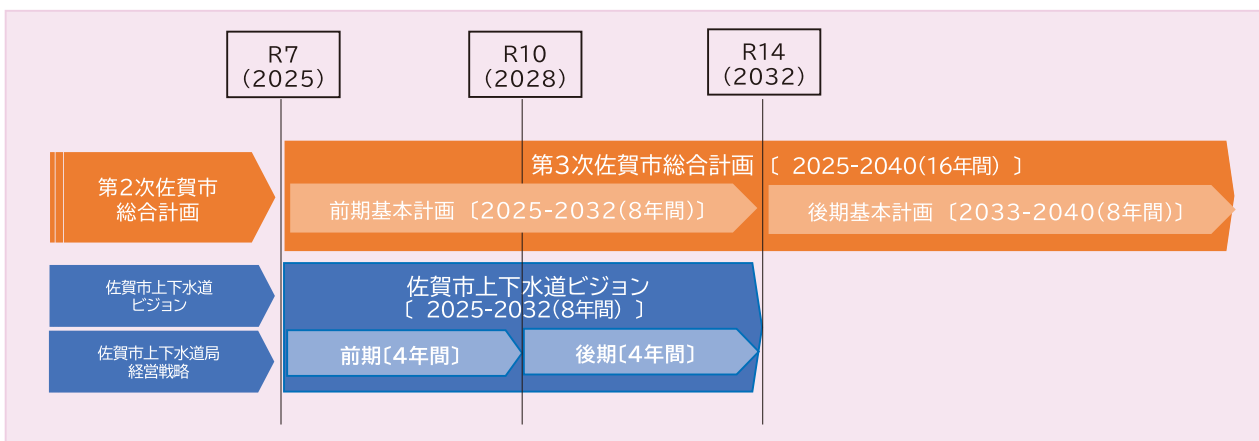 R7
(2025)
R10
(2028)
R14
(2032)
第2次佐賀市
総合計画
第3次佐賀市総合計画〔 2025-2040(16年間) 〕
前期基本計画〔2025-2032(8年間)〕
後期基本計画〔2033-2040(8年間)〕
佐賀市上下水道
ビジョン
佐賀市上下水道ビジョン
〔 2025-2032(8年間) 〕
佐賀市上下水道局
経営戦略
前期〔4年間〕
後期〔4年間〕